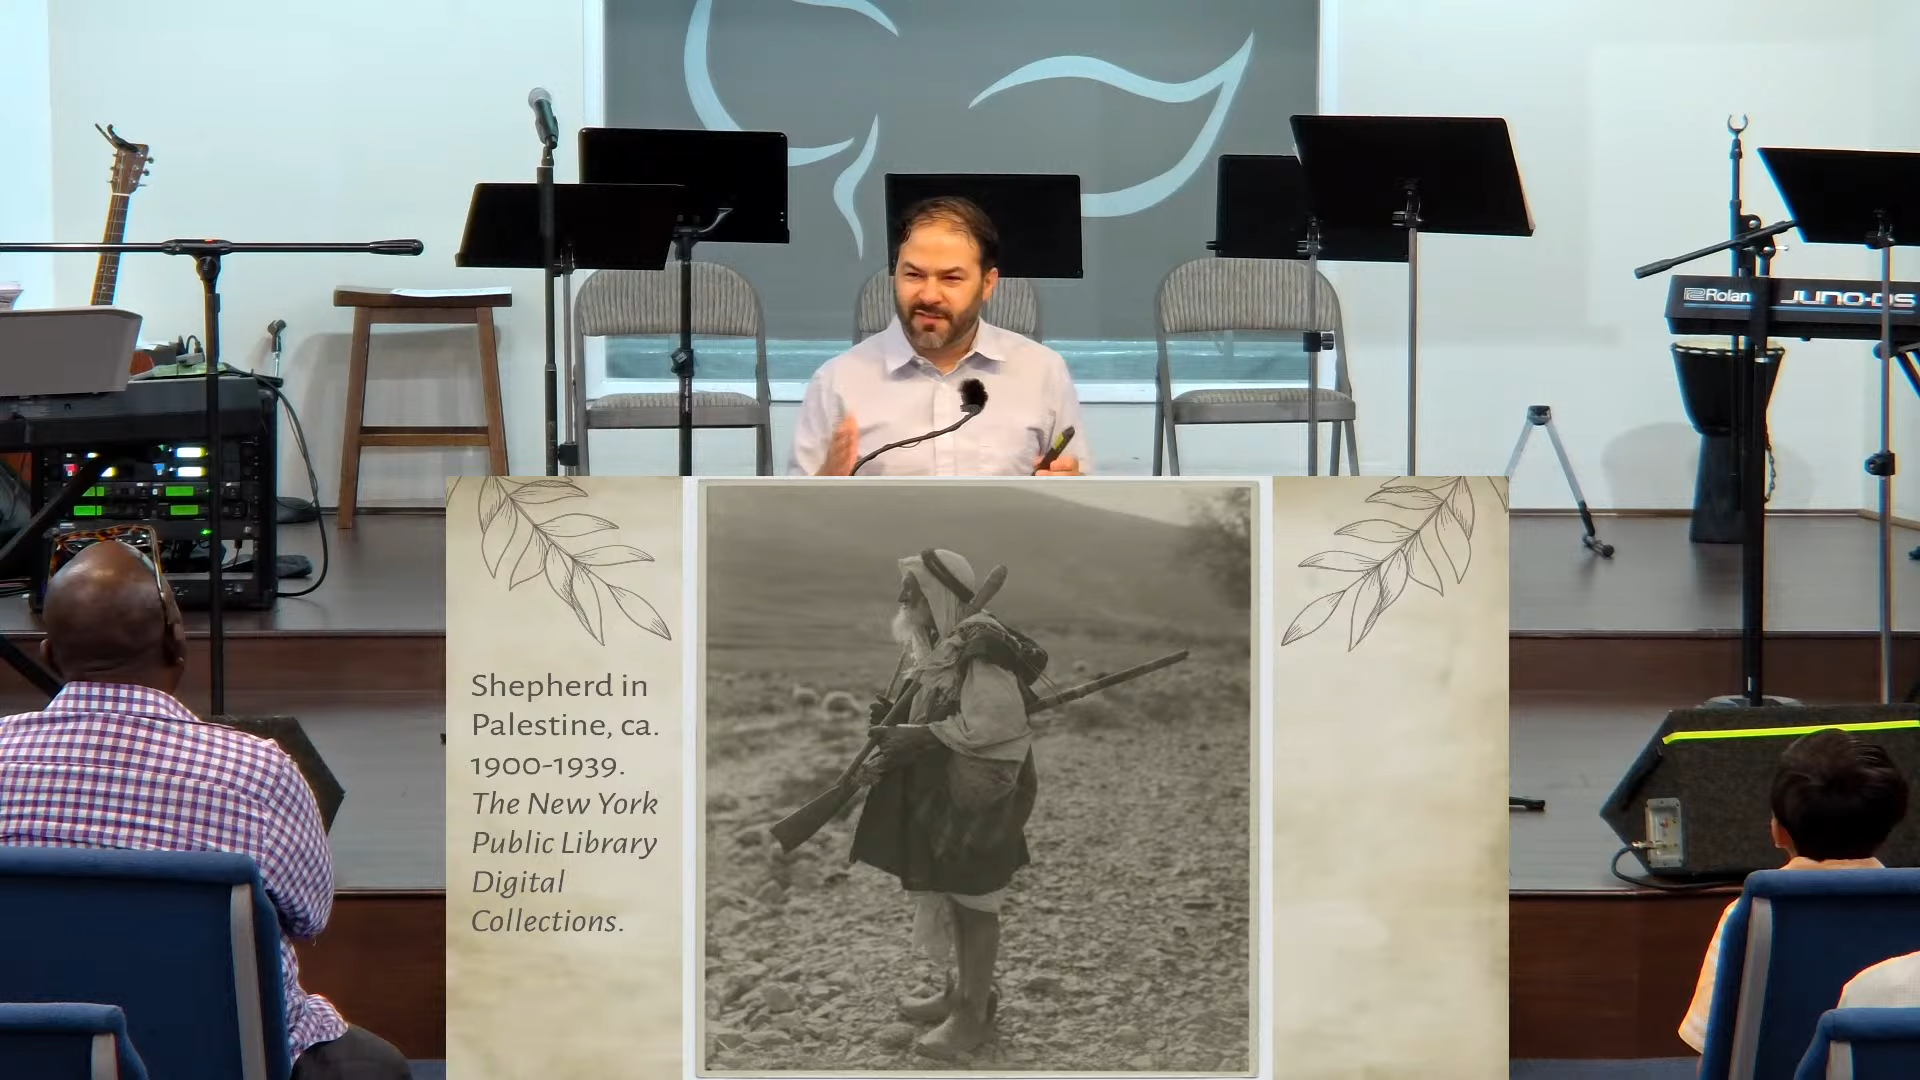 Roland
JUNO-DS
Shepherd in
Palestine, ca.
1900-1939.
The New York
Public Library
Digital
Collections.